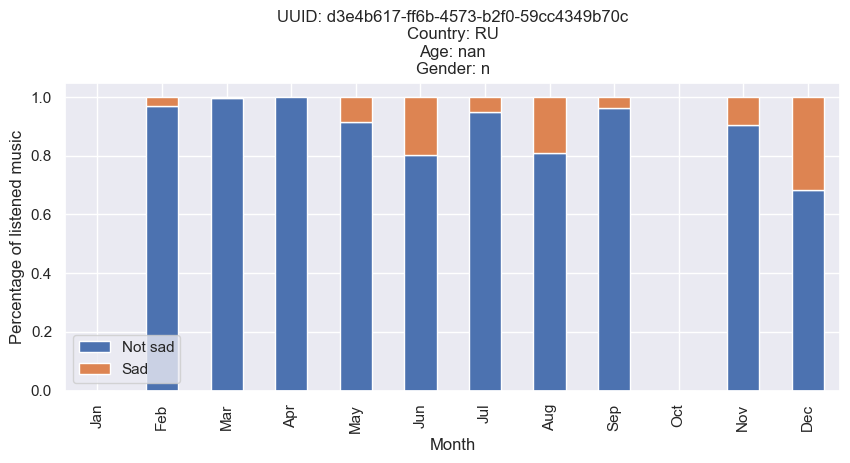 UUID: d3e4b617-ff6b-4573-b2f0-59cc4349b70c
Country: RU
Age: nan
Gender: n
Percentage of listened music
1.0
0.8
0.6
0.4
0.2
0.0
Not sad
Sad
Jan
Feb
Mar
Apr
May
Jun
Jul
Aug
Sep
Oct
Nov
Dec
Month